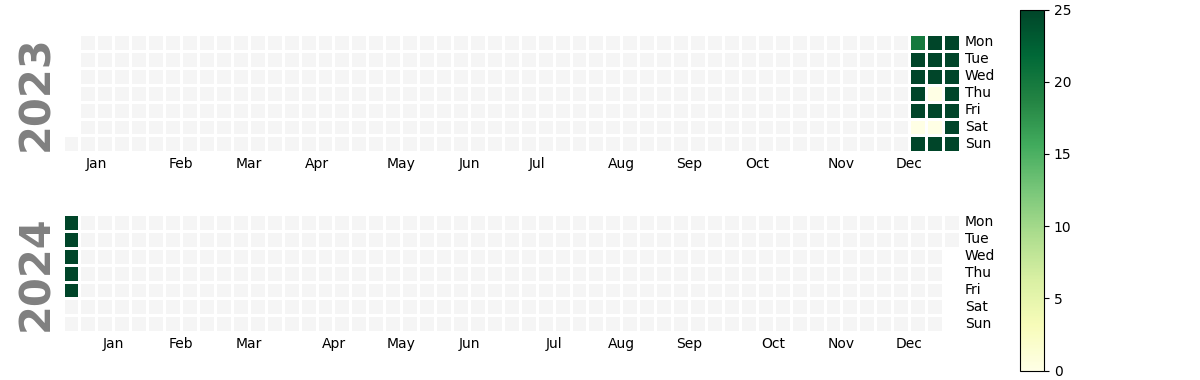 2023
Mon
Tue
Wed
Thu
Fri
Sat
Sun
Jan Feb Mar Apr May Jun Jul Aug Sep Oct Nov Dec
2024
Mon
Tue
Wed
Thu
Fri
Sat
Sun
Jan Feb Mar Apr May Jun Jul Aug Sep Oct Nov Dec
25
20
15
10
5
0